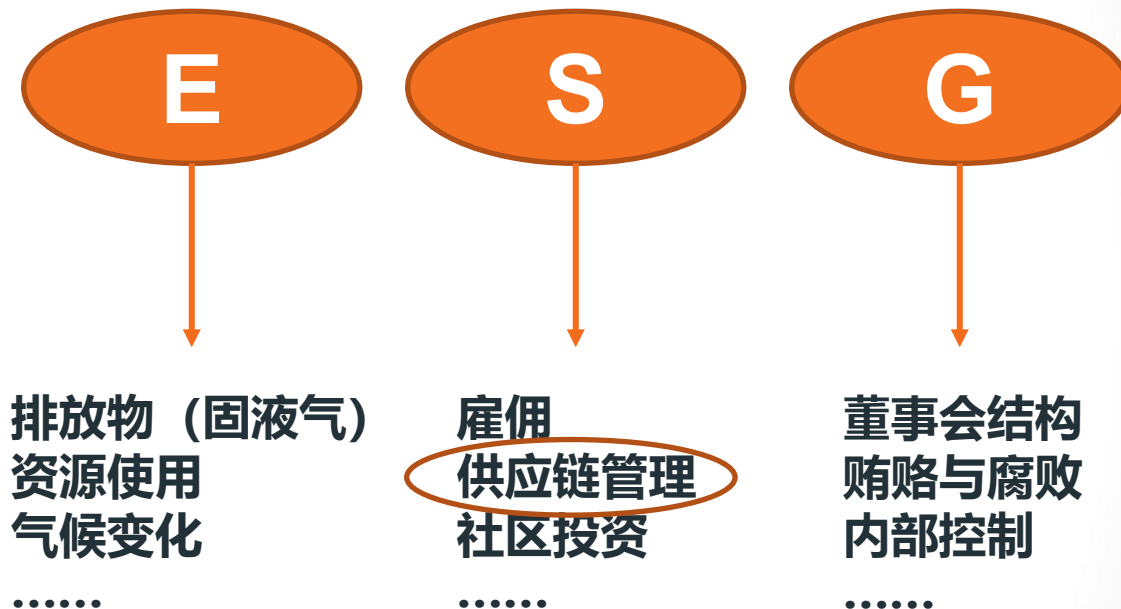 E
S
G
排放物（固液气）
资源使用
气候变化
……
雇佣
供应链管理
社区投资
……
董事会结构
贿赂与腐败
内部控制
……